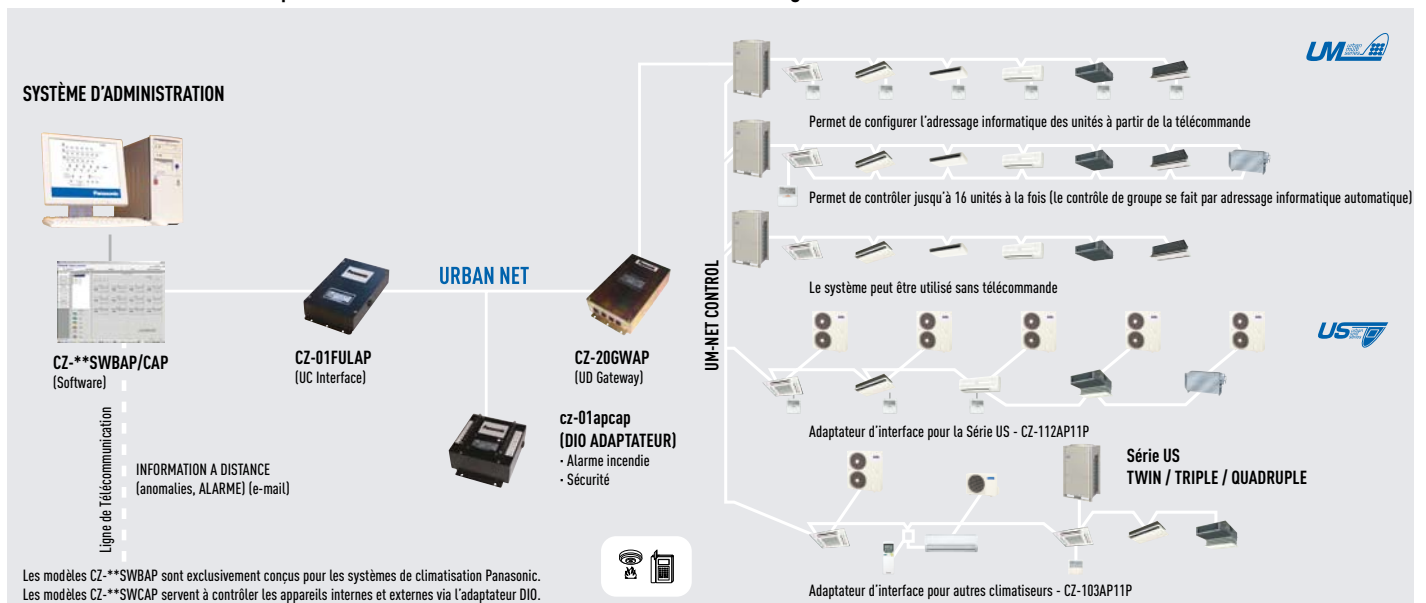 SYSTÈME D'ADMINISTRATION
Panasonic
CZ-**SWBAP/CAP
(Software)
Ligne de Télécommunication
INFORMATION A DISTANCE
(anomalies, ALARME) (e-mail)
CZ-01FULAP
(UC Interface)
URBAN NET
CZ-20GWAP
(UD Gateway)
cz-01apcap
(DIO ADAPTATEUR)
· Alarme incendie
· Sécurité
Les modèles CZ-**SWBAP sont exclusivement conçus pour les systèmes de climatisation Panasonic.
Les modèles CZ-**SWCAP servent à contrôler les appareils internes et externes via l'adaptateur DIO.
UM-NET CONTROL
UM
Permet de configurer l'adressage informatique des unités à partir de la télécommande
Permet de contrôler jusqu'à 16 unités à la fois (le contrôle de groupe se fait par adressage informatique automatique)
Le système peut être utilisé sans télécommande
US
Adaptateur d'interface pour la Série US - CZ-112AP11P
Série US
TWIN / TRIPLE / QUADRUPLE
Adaptateur d'interface pour autres climatiseurs - CZ-103AP11P